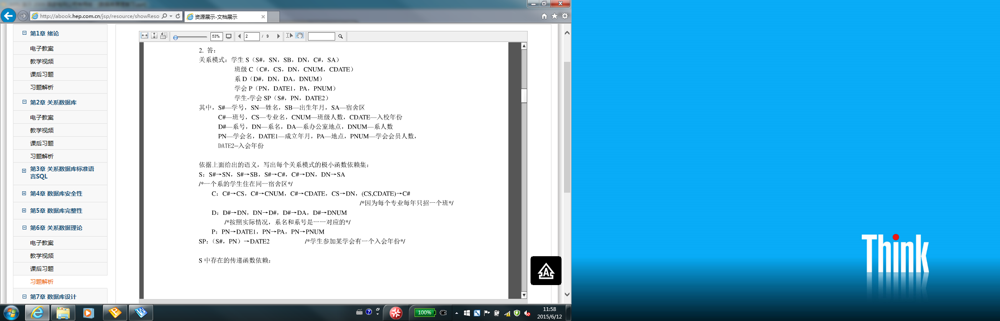 http://abook.hep.com.cn/jsp/resource/showReso
资源展示-文档展示
第1章 绪论
电子教案
教学视频
课后习题
习题解析
第2章 关系数据库
电子教案
教学视频
课后习题
习题解析
第3章 关系数据库标准语
言SQL
第4章 数据库安全性
第5章 数据库完整性
第6章 关系数据理论
电子教案
教学视频
课后习题
习题解析
第7章 数据库设计
53%
2 / 9
2. 答：
关系模式：学生 S（S#，SN，SB，DN，C#，SA）
班级 C（C#，CS，DN，CNUM，CDATE）
系 D（D#，DN，DA，DNUM）
学会 P（PN，DATE1，PA，PNUM）
学生-学会 SP（S#，PN，DATE2）
其中，S#—学号，SN—姓名，SB—出生年月，SA—宿舍区
C#—班号，CS—专业名，CNUM—班级人数，CDATE—入校年份
D#—系号，DN—系名，DA—系办公室地点，DNUM—系人数
PN—学会名，DATE1—成立年月，PA—地点，PNUM—学会会员人数，
DATE2—入会年份
依据上面给出的语义，写出每个关系模式的极小函数依赖集：
S：S#→SN，S#→SB，S#→C#，C#→DN，DN→SA
/*一个系的学生住在同一宿舍区*/
C：C#→CS，C#→CNUM，C#→CDATE，CS→DN，(CS,CDATE)→C#
/*因为每个专业每年只招一个班*/
D：D#→DN，DN→D#，D#→DA，D#→DNUM
/*按照实际情况，系名和系号是一一对应的*/
P：PN→DATE1，PN→PA，PN→PNUM
SP：（S#，PN）→DATE2 /*学生参加某学会有一个入会年份*/
S 中存在的传递函数依赖：
Think
100%
11:58
2015/6/12